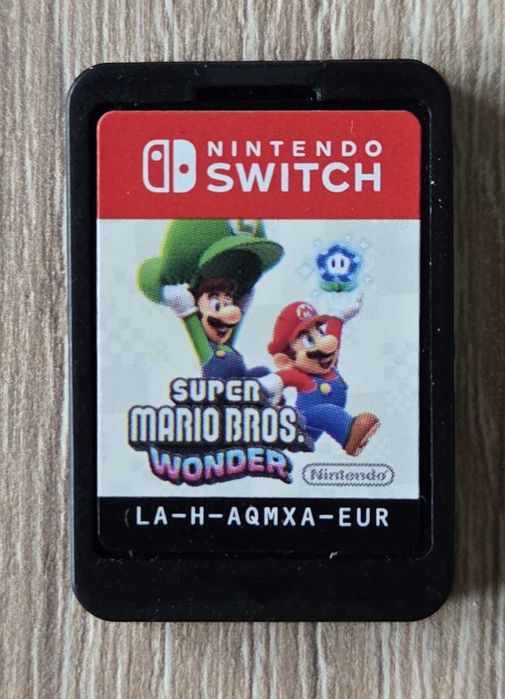 NINTENDO
SWITCH
L
M
SUPER
MARIO BROS.
WONDER
Nintendo
LA-H-AQMXA-EUR